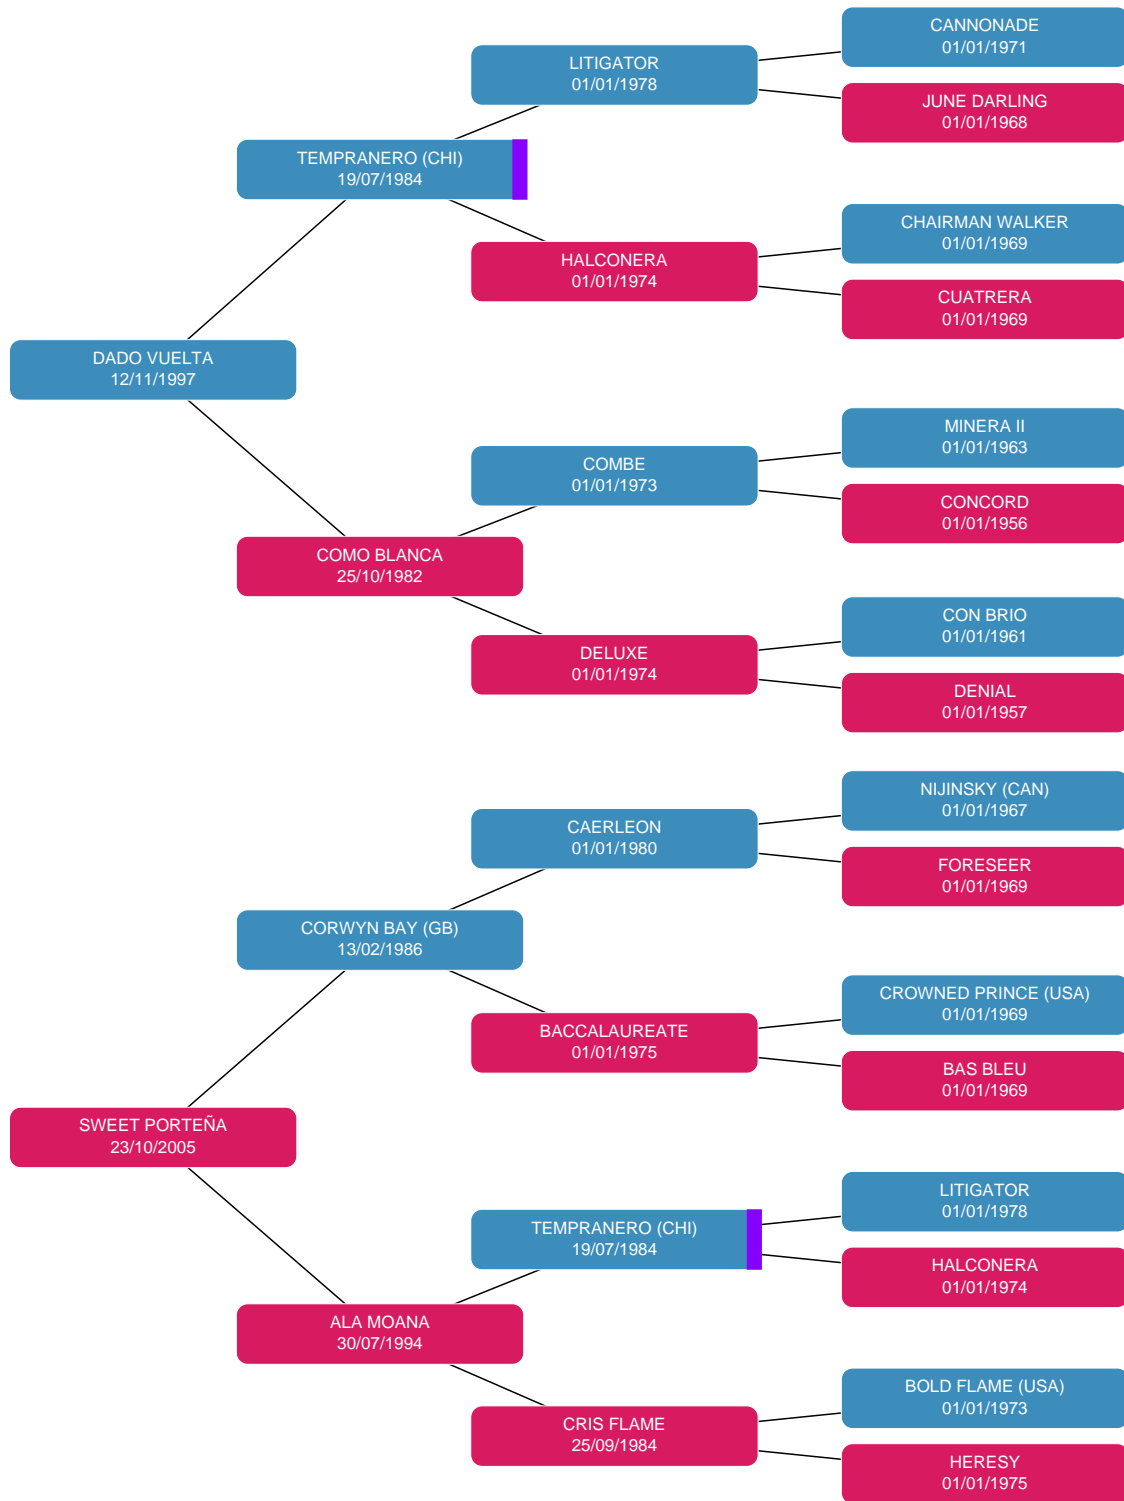 CANNONADE
01/01/1971
LITIGATOR
01/01/1978
JUNE DARLING
01/01/1968
TEMPRANERO (CHI)
19/07/1984
CHAIRMAN WALKER
01/01/1969
HALCONERA
01/01/1974
CUATRERA
01/01/1969
DADO VUELTA
12/11/1997
MINERA II
01/01/1963
COMBE
01/01/1973
CONCORD
01/01/1956
COMO BLANCA
25/10/1982
CON BRIO
01/01/1961
DELUXE
01/01/1974
DENIAL
01/01/1957
NIJINSKY (CAN)
01/01/1967
CAERLEON
01/01/1980
FORESEER
01/01/1969
CORWYN BAY (GB)
13/02/1986
CROWNED PRINCE (USA)
01/01/1969
BACCALAUREATE
01/01/1975
BAS BLEU
01/01/1969
SWEET PORTEÑA
23/10/2005
LITIGATOR
01/01/1978
TEMPRANERO (CHI)
19/07/1984
HALCONERA
01/01/1974
ALA MOANA
30/07/1994
BOLD FLAME (USA)
01/01/1973
CRIS FLAME
25/09/1984
HERESY
01/01/1975